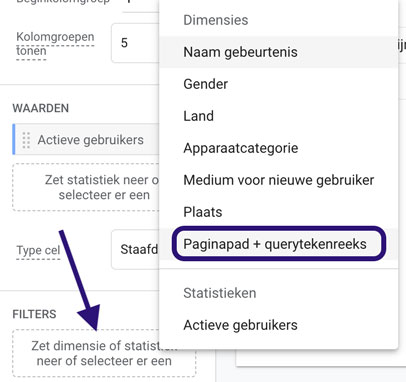 Kolomgroepen
tonen
5
WAARDEN
Actieve gebruikers
Zet statistiek neer o
selecteer er een
Type cel
Staafd
FILTERS
Zet dimensie of statistiek
neer of selecteer er een
Dimensies
Naam gebeurtenis
Gender
Land
Apparaatcategorie
Medium voor nieuwe gebruiker
Plaats
Paginapad + querytekenreeks
Statistieken
Actieve gebruikers